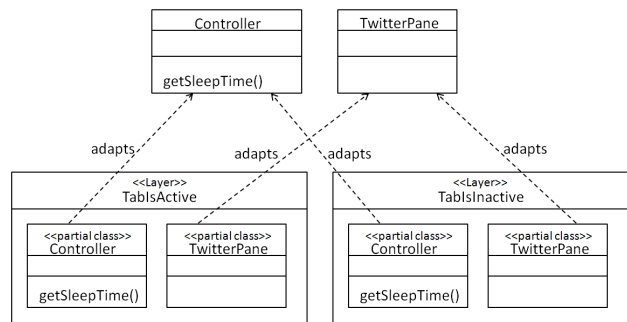 Controller
TwitterPane
getSleepTime()
adapts
adapts
adapts
adapts
<<Layer>>
TabIsActive
<<Layer>>
TabIsInactive
<<partial class>>
Controller
<<partial class>>
TwitterPane
<<partial class>>
Controller
<<partial class>>
TwitterPane
getSleepTime()
getSleepTime()